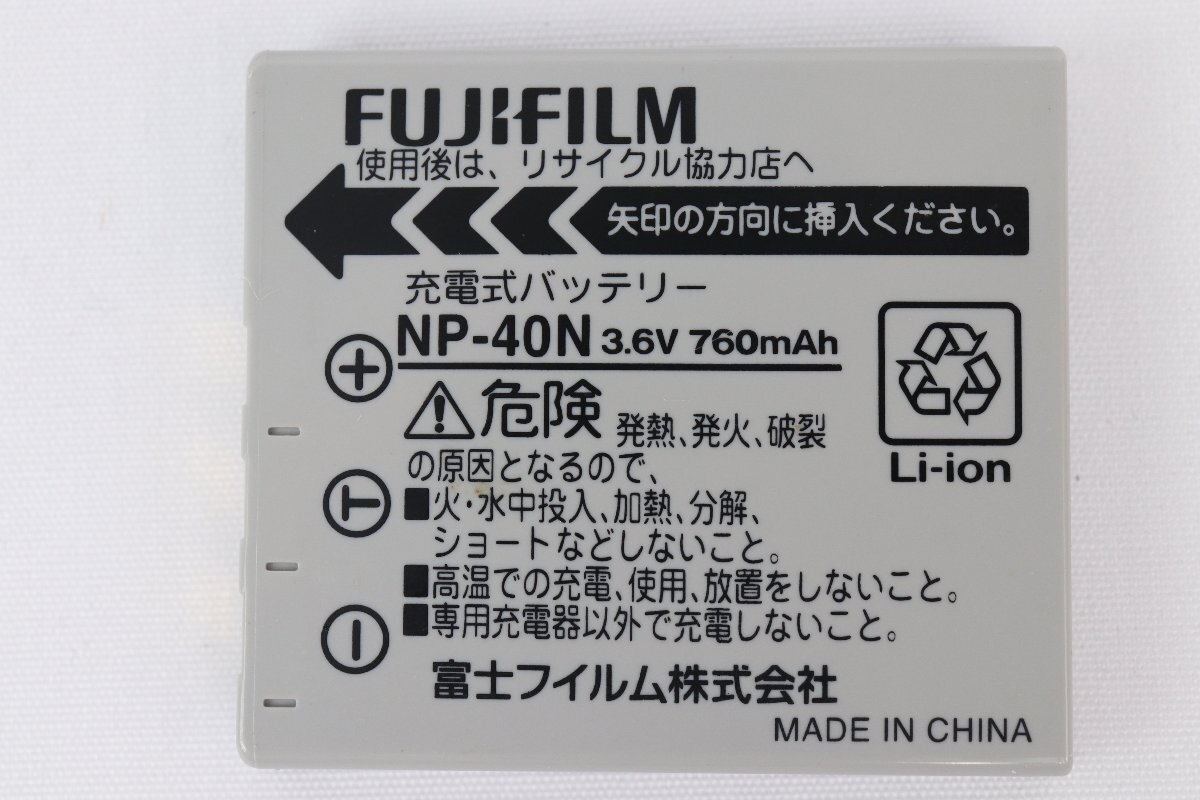 FUJIFILM
使用後は、リサイクル協力店へ
矢印の方向に挿入ください。
充電式バッテリー
NP-40N 3.6V 760mAh
危険 発熱、発火、破裂
の原因となるので、
■火・水中投入、加熱、分解、
ショートなどしないこと。
■高温での充電、使用、放置をしないこと。
■専用充電器以外で充電しないこと。
Li-ion
富士フイルム株式会社
MADE IN CHINA